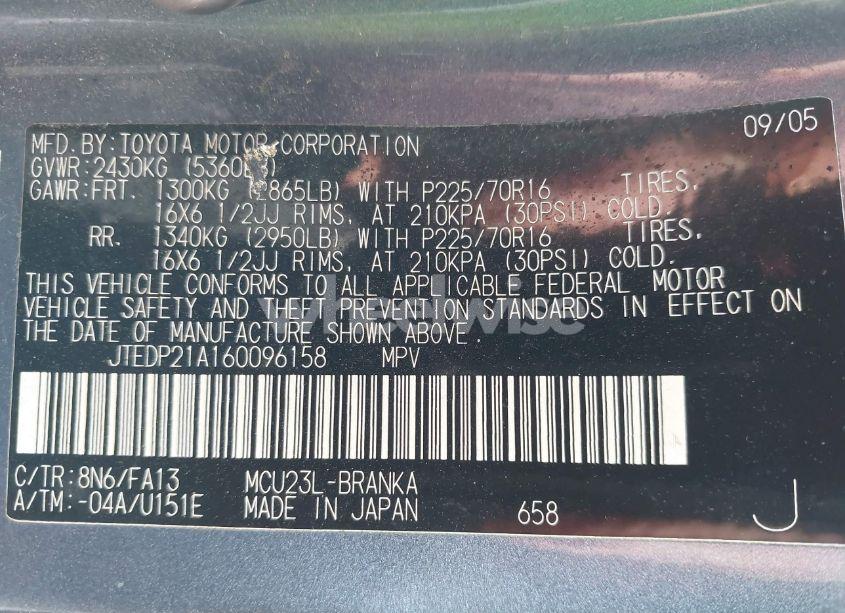 09/05
MFD.BY:TOYOTA MOTOR CORPORATION
GVWR:2430KG (5360LB)
GAWR:FRT. 1300KG (2865LB) WITH P225/70R16 TIRES,
16X6 1/2JJ RIMS, AT 210KPA (30PSI) COLD.
RR. 1340KG (2950LB) WITH P225/70R16 TIRES,
16X6 1/2JJ RIMS, AT 210KPA (30PSI) COLD.
THIS VEHICLE CONFORMS TO ALL APPLICABLE FEDERAL MOTOR
VEHICLE SAFETY AND THEFT PREVENTION STANDARDS IN EFFECT ON
THE DATE OF MANUFACTURE SHOWN ABOVE.
wheelwise
JTEDP21A160096158 MPV
C/TR:8N6/FA13 MCU23L-BRANKA
A/TM:-04A/U151E MADE IN JAPAN 658 J